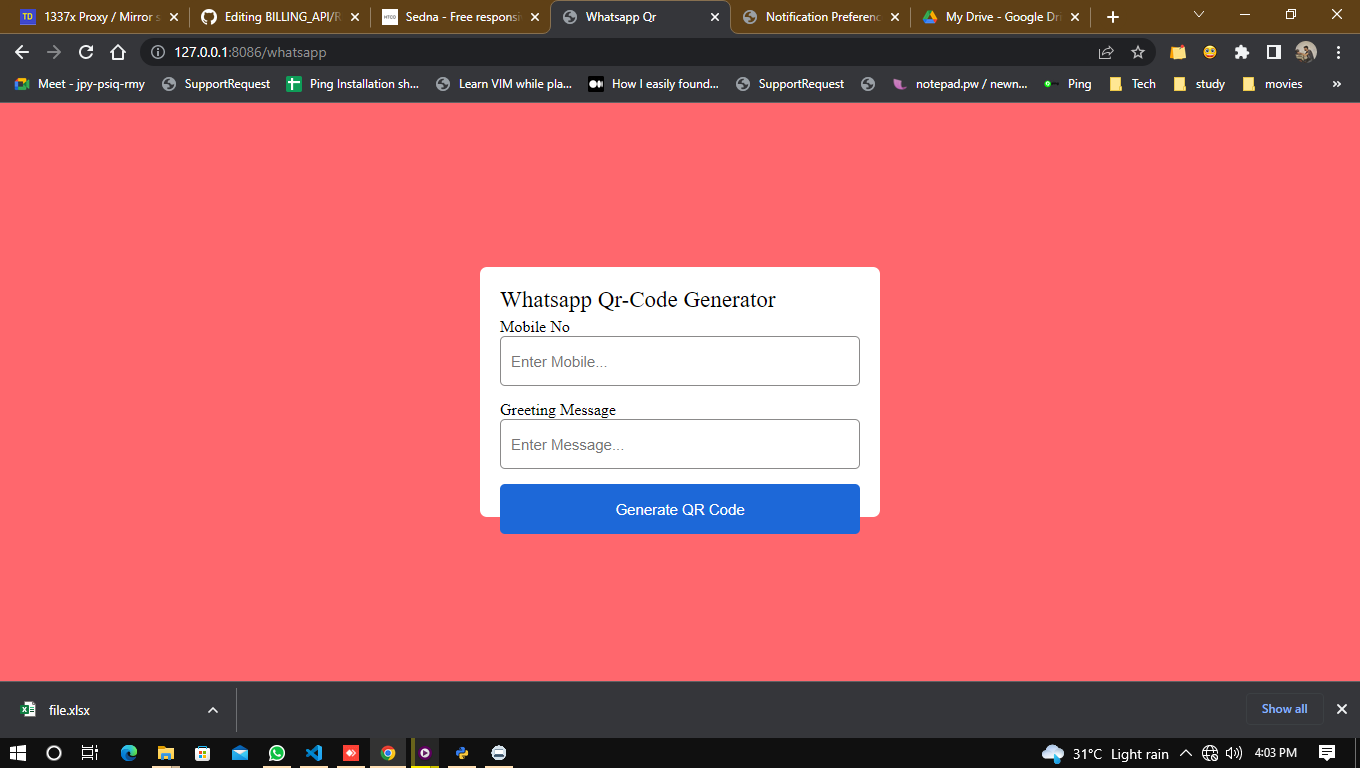 TD 1337x Proxy / Mirror s
Editing BILLING_API/R
HTCO Sedna - Free responsi
Whatsapp Qr
Notification Preferenc
My Drive - Google Dri
127.0.0.1:8086/whatsapp
Meet - jpy-psiq-rmy
SupportRequest
Ping Installation sh...
Learn VIM while pla...
How I easily found...
SupportRequest
notepad.pw / newn...
Ping
Tech
study
movies
»
Whatsapp Qr-Code Generator
Mobile No
Enter Mobile...
Greeting Message
Enter Message...
Generate QR Code
file.xlsx
Show all
31°C Light rain
4:03 PM